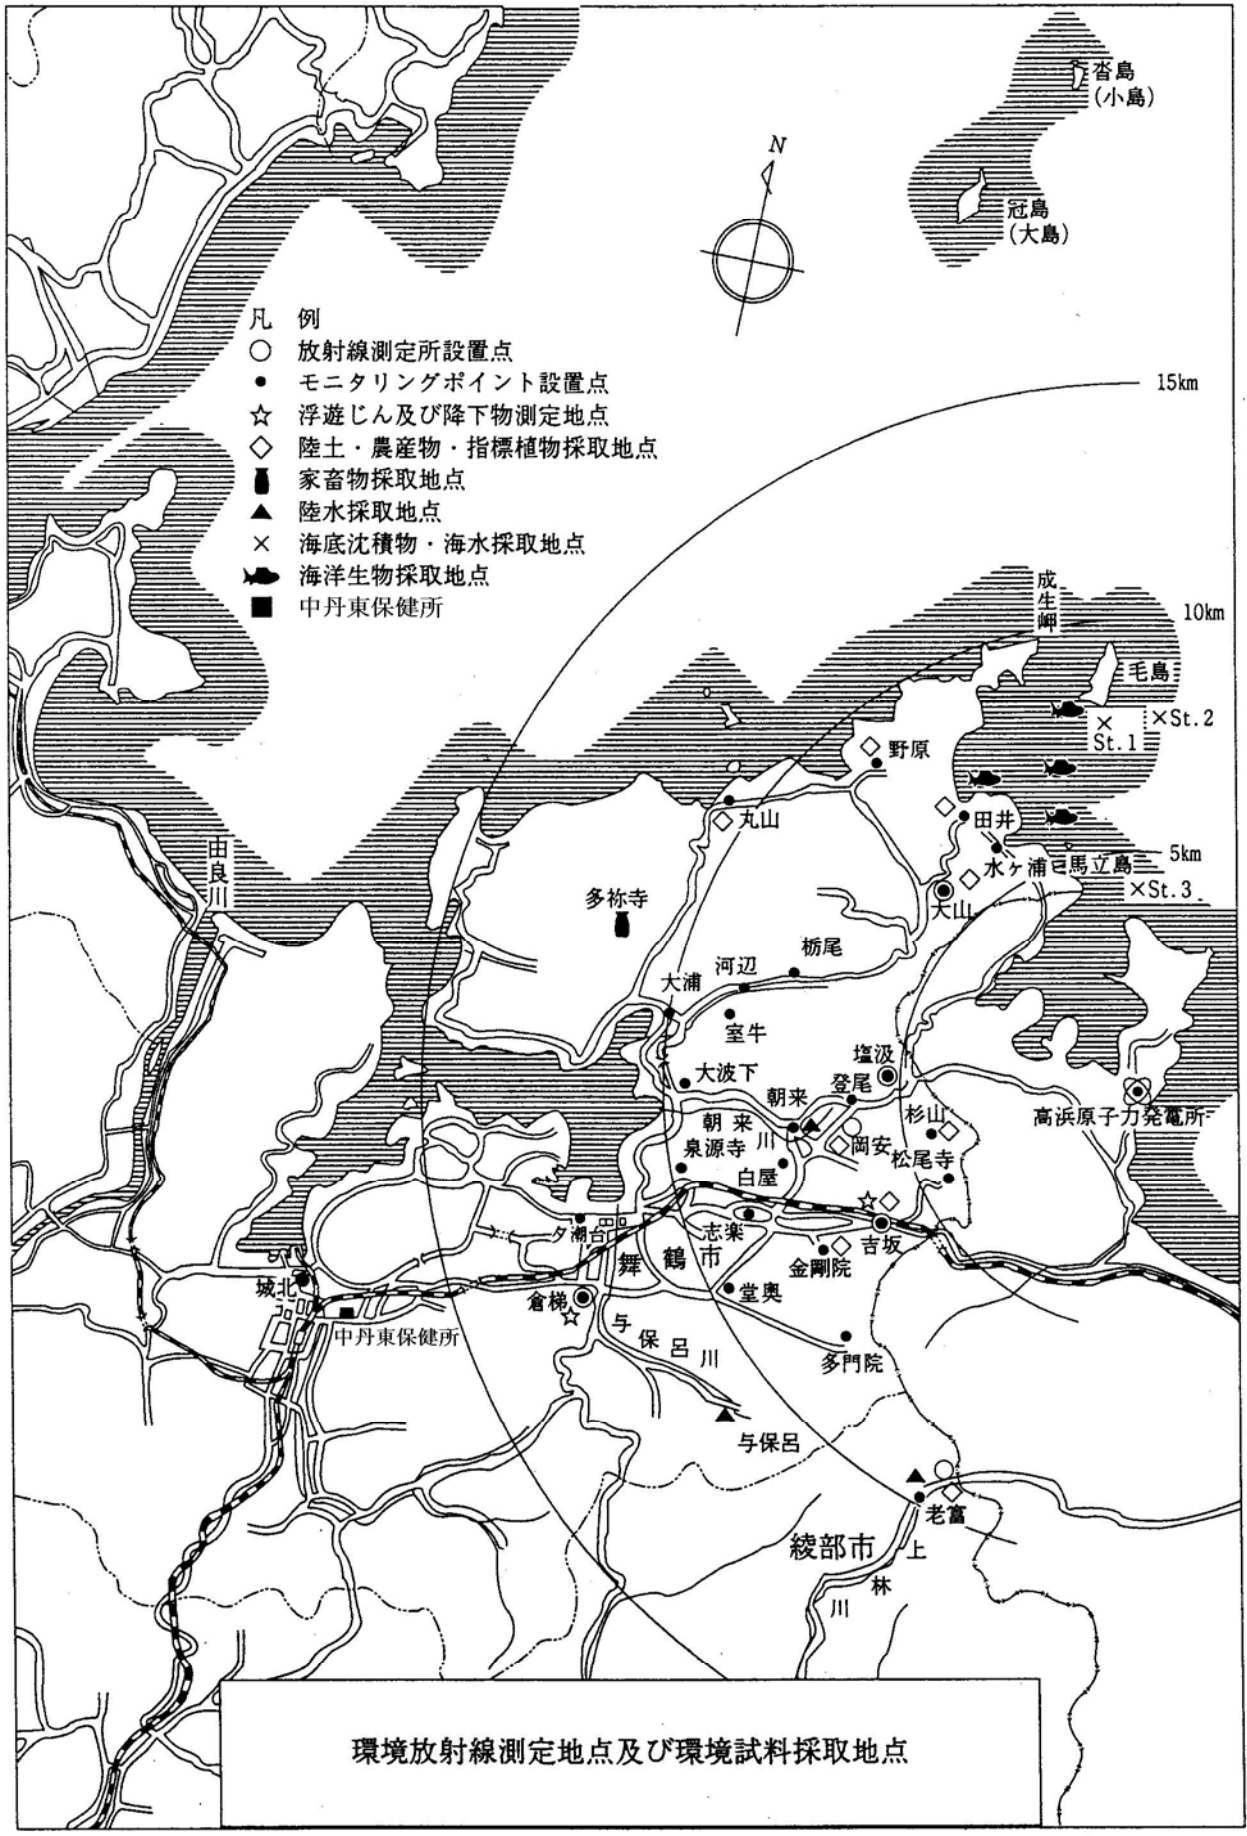 沓島
(小島)
N
冠島
(大島)
凡 例
放射線測定所設置点
モニタリングポイント設置点
浮遊じん及び降下物測定地点
陸土・農産物・指標植物採取地点
家畜物採取地点
陸水採取地点
海底沈積物・海水採取地点
海洋生物採取地点
中丹東保健所
15km
成生岬
10km
毛島
St.1
×St.2
野原
丸山
田井
水ヶ浦
馬立島
5km
×St.3
大山
由良川
多祢寺
栃尾
河辺
大浦
室牛
塩汲
大波下
登尾
朝来
杉山
高浜原子力発電所
朝来川
岡安
泉源寺
白屋
松尾寺
夕潮台
志楽
吉坂
舞鶴市
金剛院
城北
倉梯
堂奥
中丹東保健所
与保呂川
多門院
与保呂
老富
綾部市
上林川
環境放射線測定地点及び環境試料採取地点